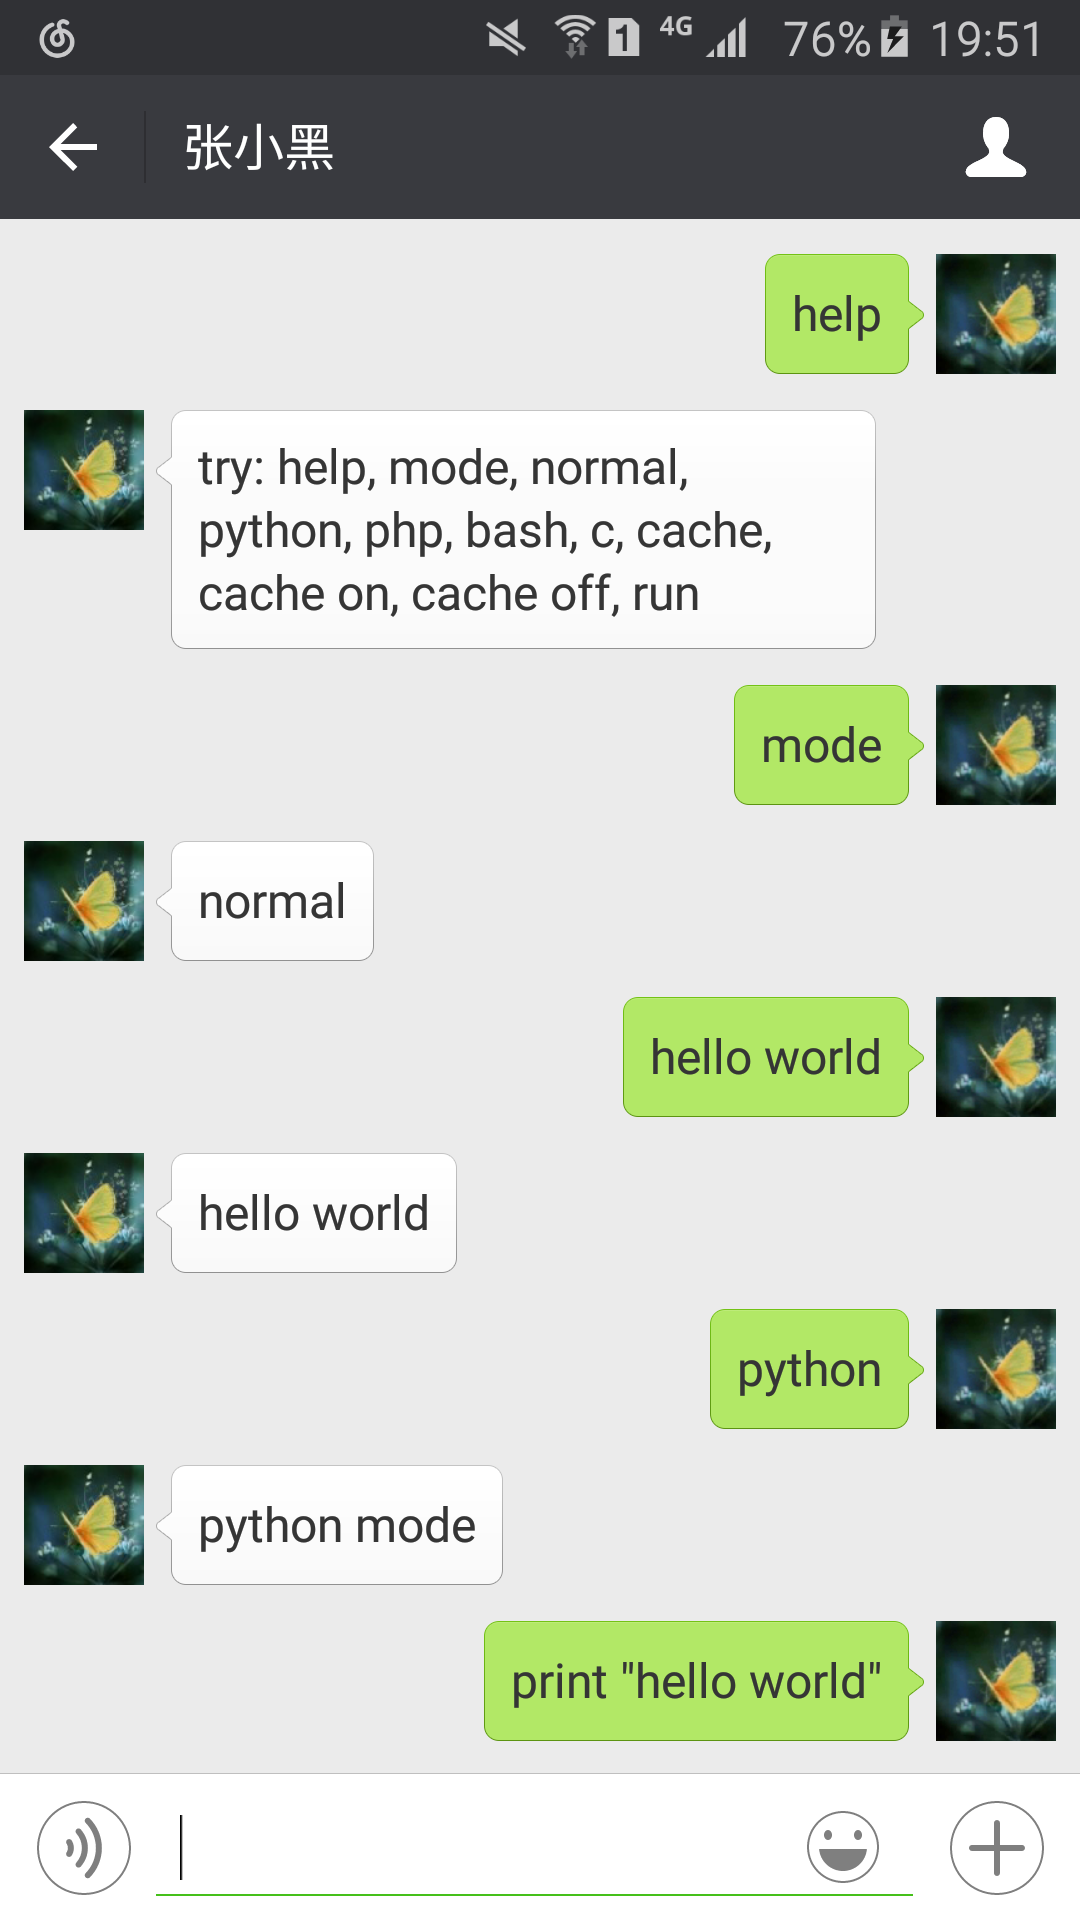 1 4G 76% 19:51
张小黑
help
try: help, mode, normal,
python, php, bash, c, cache,
cache on, cache off, run
mode
normal
hello world
hello world
python
python mode
print "hello world"